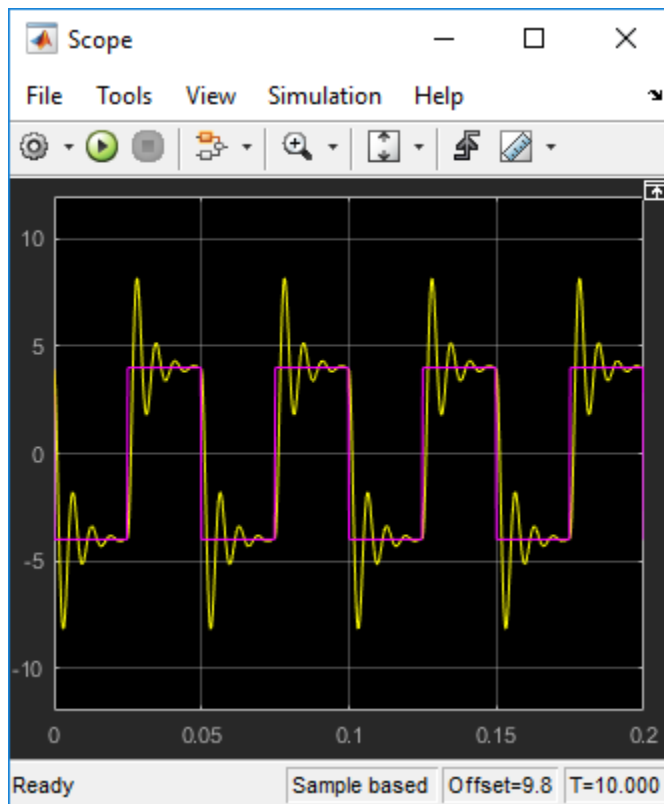 Scope
File Tools View Simulation Help
10
5
0
-5
-10
0 0.05 0.1 0.15 0.2
Ready Sample based Offset=9.8 T=10.000